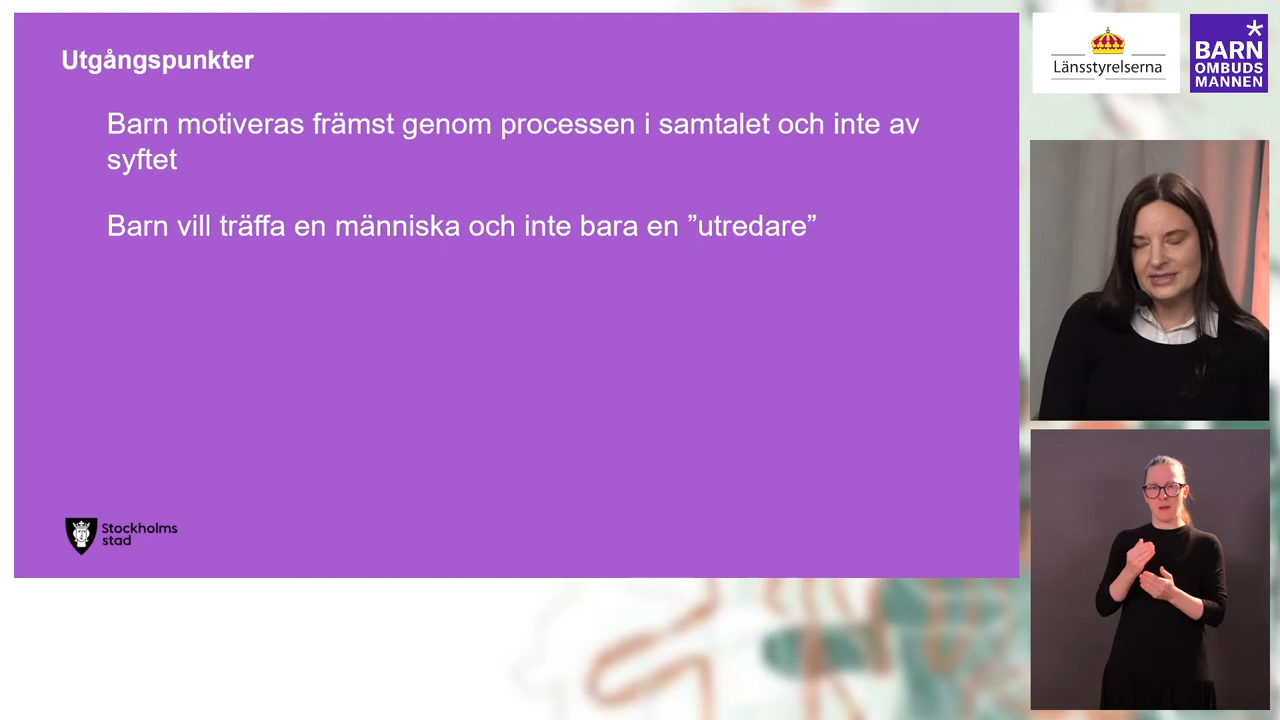 Utgångspunkter
Barn motiveras främst genom processen i samtalet och inte av
syftet
Barn vill träffa en människa och inte bara en ”utredare”
Stockholms
stad
Länsstyrelserna
BARN
OMBUDS
MANNEN